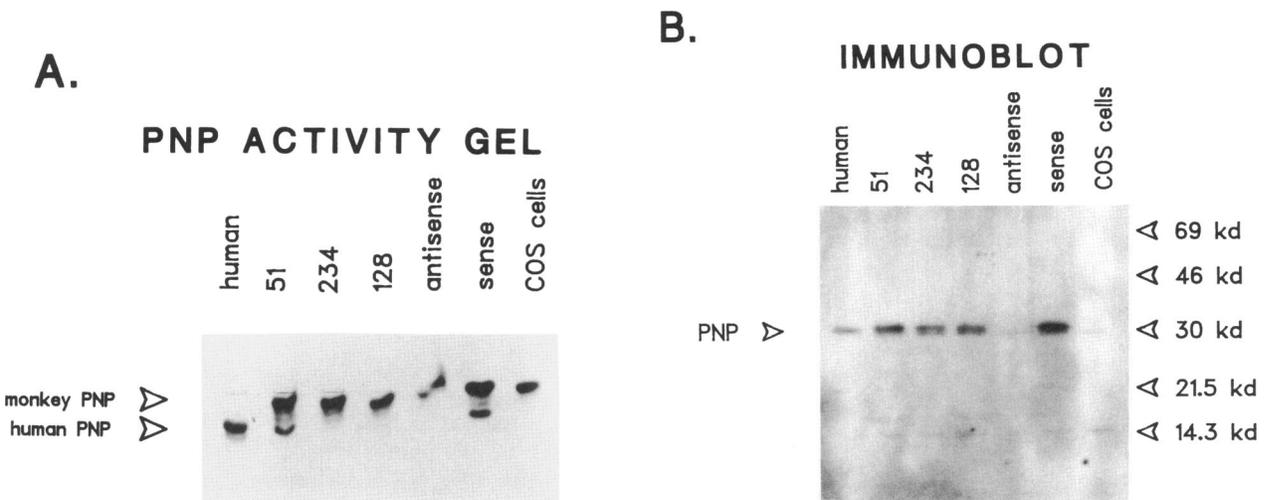 A.
PNP ACTIVITY GEL
human
51
234
128
antisense
sense
COS cells
monkey PNP
human PNP
B.
IMMUNOBLOT
human
51
234
128
antisense
sense
COS cells
PNP
69 kd
46 kd
30 kd
21.5 kd
14.3 kd